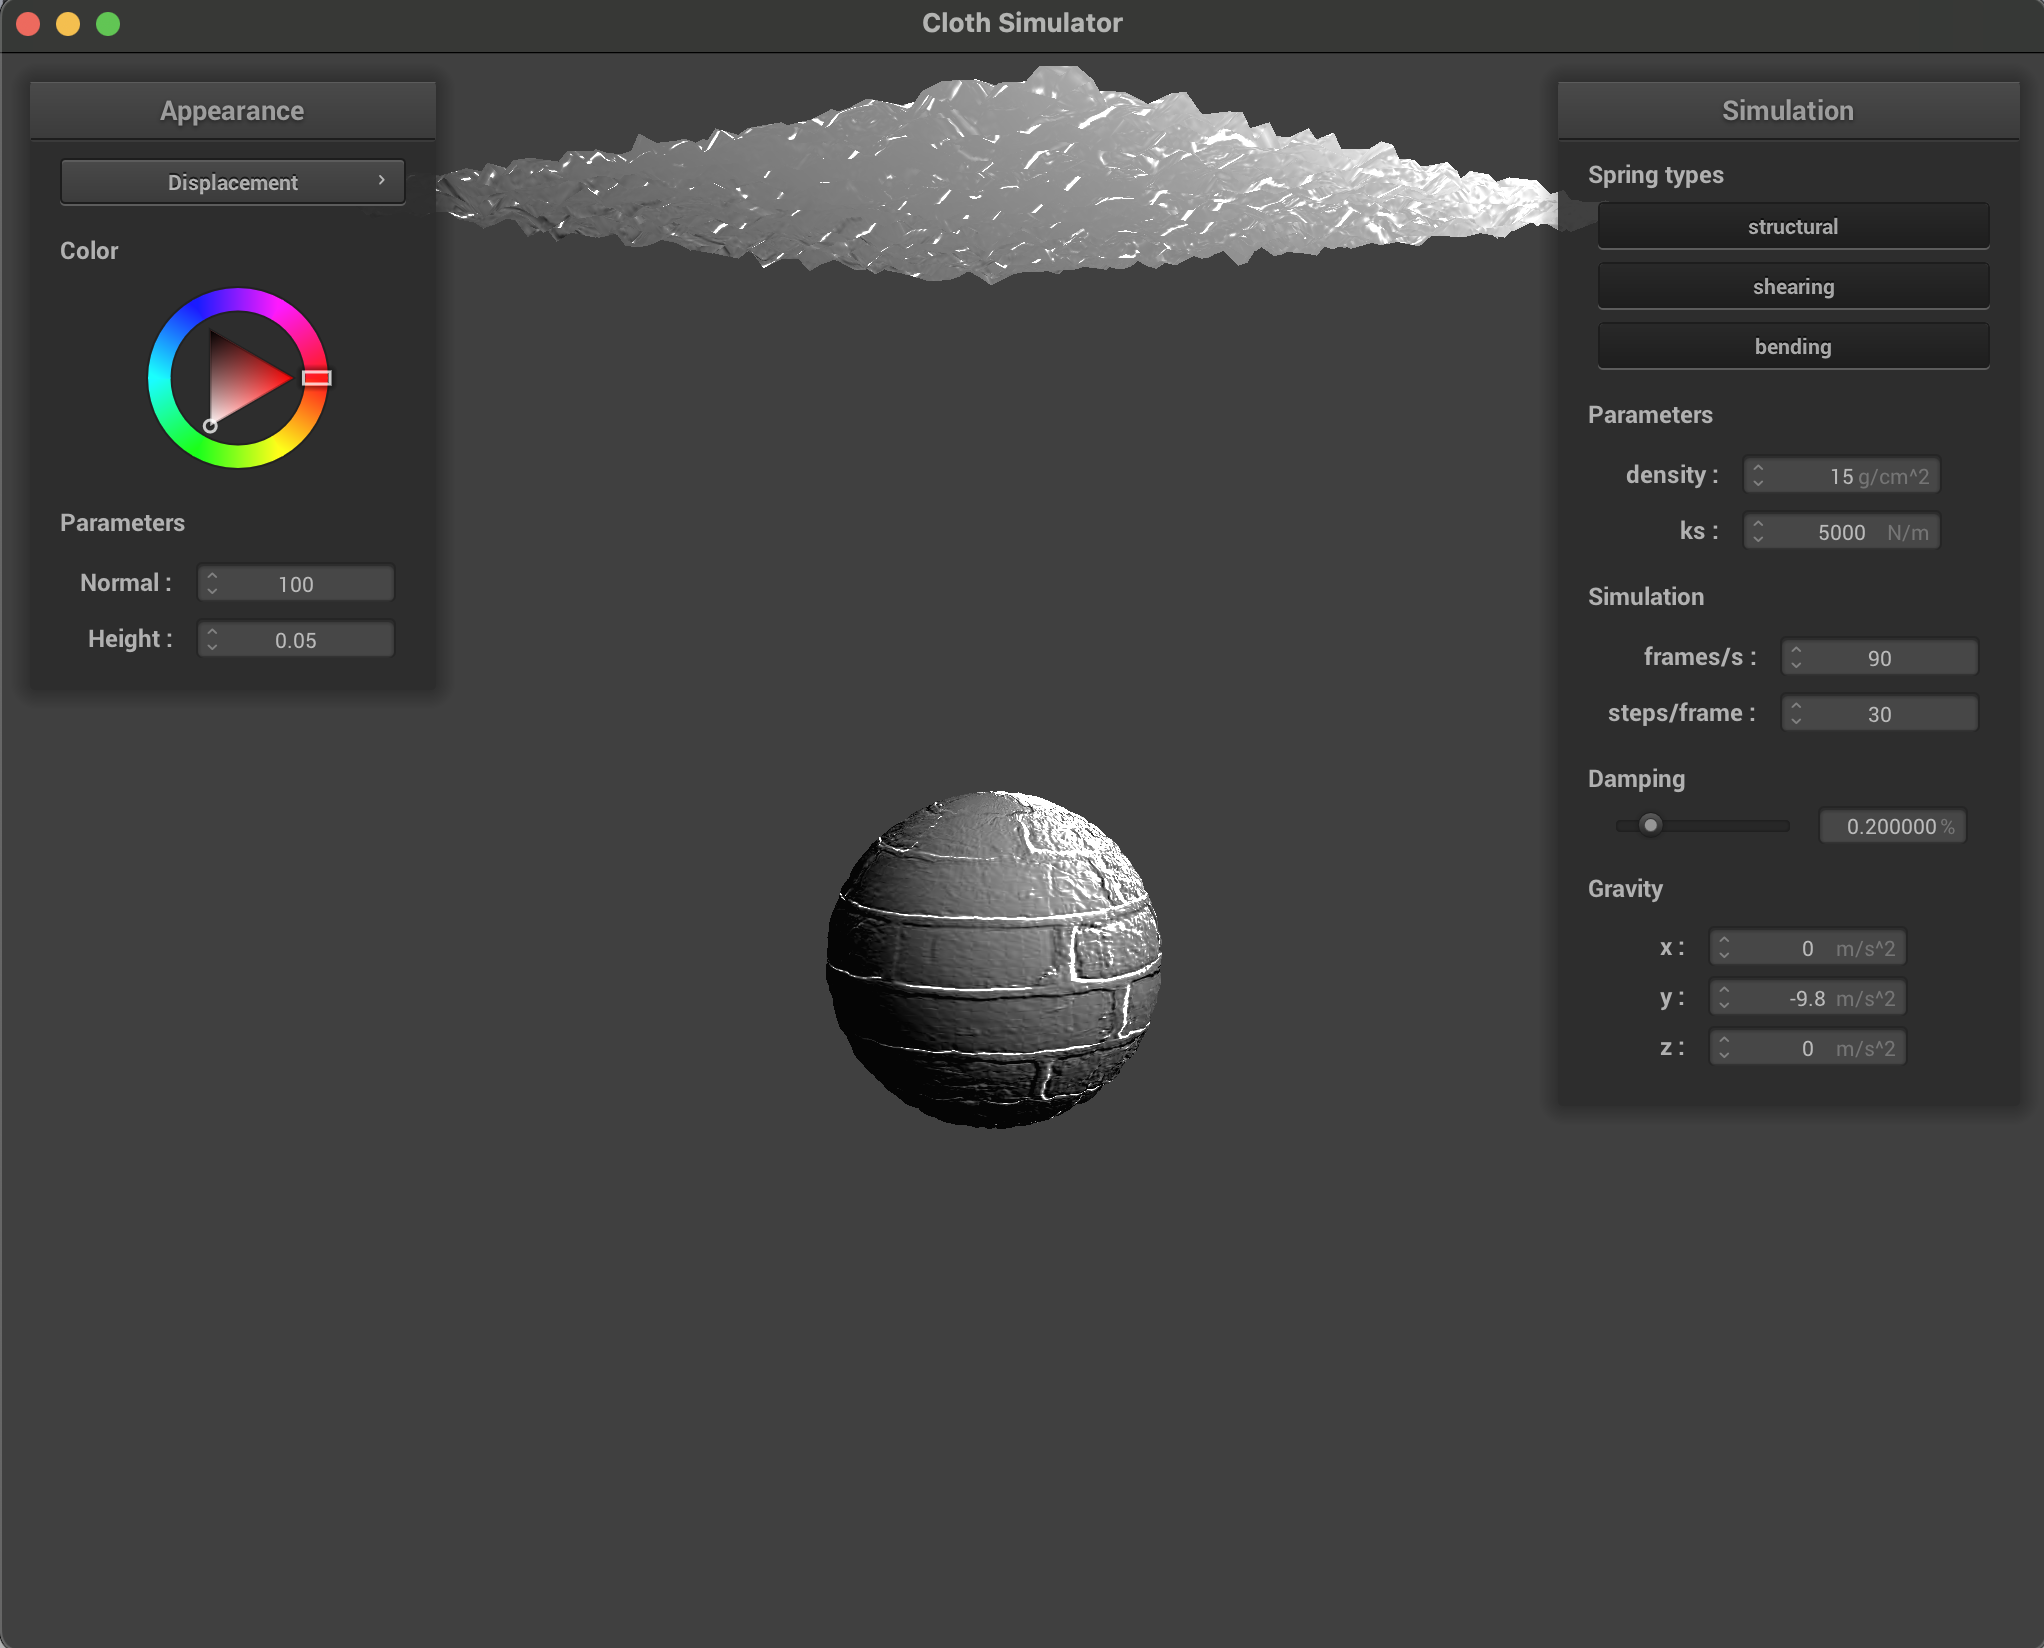 Cloth Simulator
Appearance
Displacement
Color
Parameters
Normal : 100
Height : 0.05
Simulation
Spring types
structural
shearing
bending
Parameters
density : 15 g/cm^2
ks : 5000 N/m
Simulation
frames/s : 90
steps/frame : 30
Damping
0.200000 %
Gravity
x : 0 m/s^2
y : -9.8 m/s^2
z : 0 m/s^2